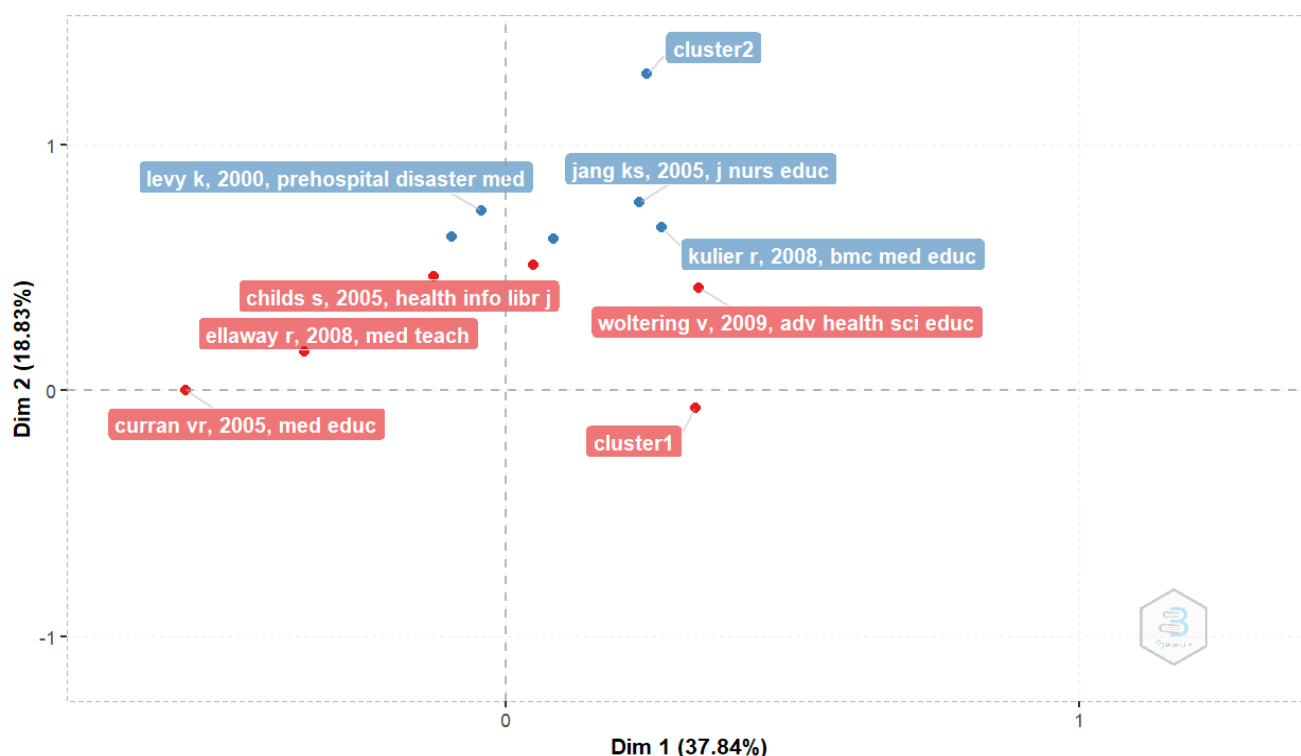 cluster2
1
levy k, 2000, prehospital disaster med
jang ks, 2005, j nurs educ
kulier r, 2008, bmc med educ
childs s, 2005, health info libr j
woltering v, 2009, adv health sci educ
ellaway r, 2008, med teach
0
curran vr, 2005, med educ
cluster1
-1
0
1
Dim 1 (37.84%)
Dim 2 (18.83%)